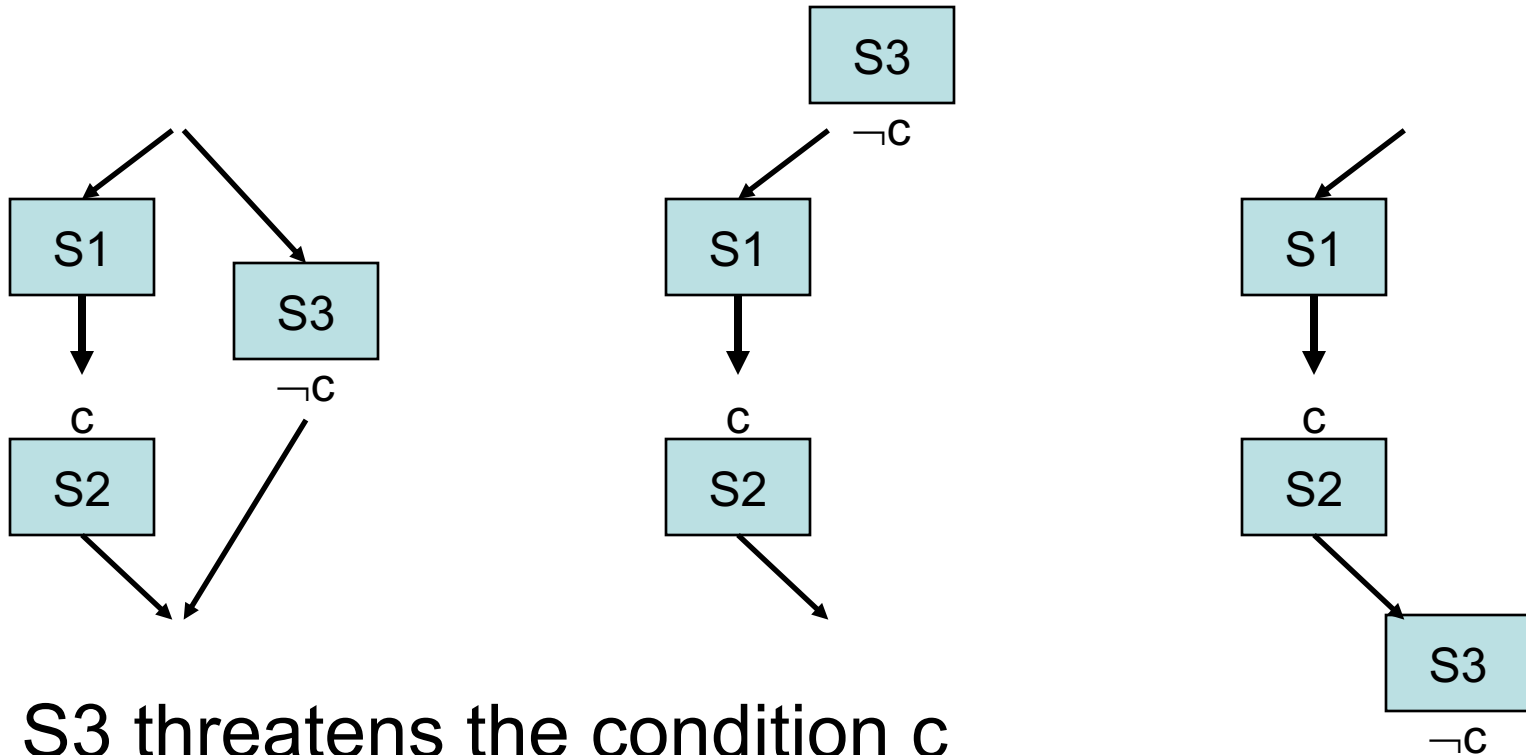 S1
S3
¬c
c
S2
S3
¬c
S1
c
S2
S1
c
S2
S3
¬c
S3 threatens the condition c